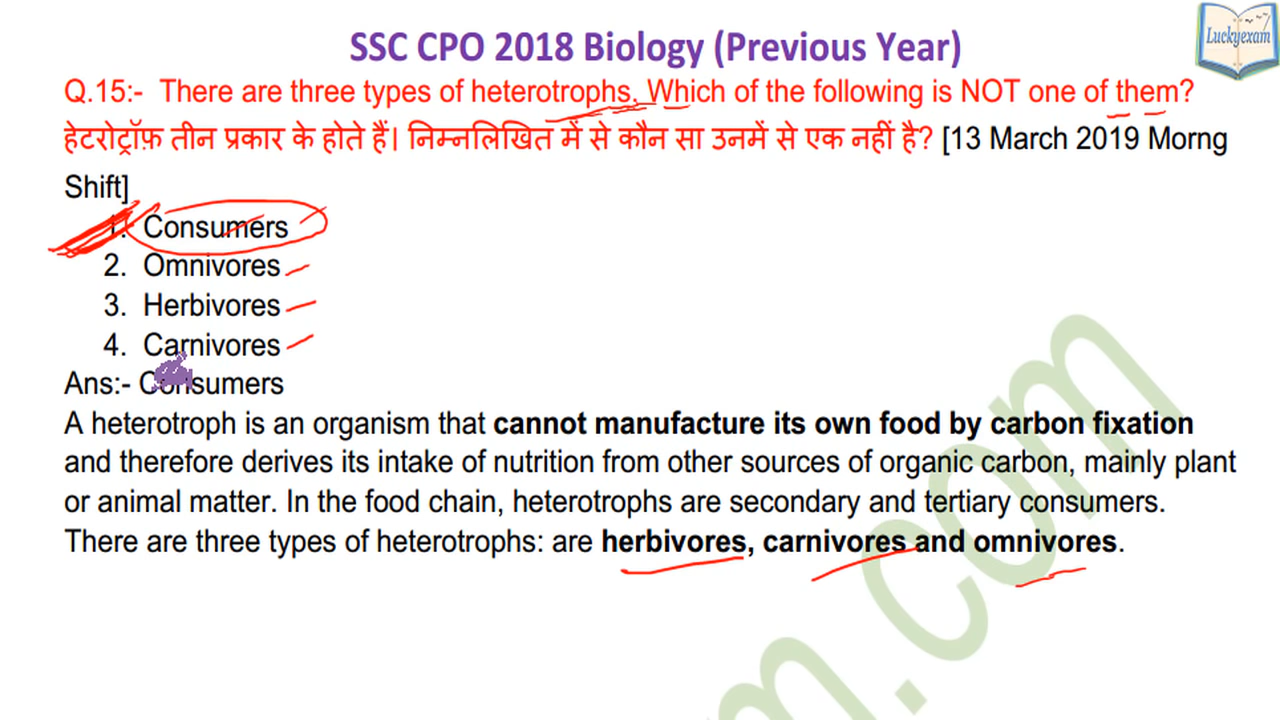 SSC CPO 2018 Biology (Previous Year)
Luckyexam
Q.15:- There are three types of heterotrophs. Which of the following is NOT one of them?
हेटरोट्रॉफ़ तीन प्रकार के होते हैं। निम्नलिखित में से कौन सा उनमें से एक नहीं है? [13 March 2019 Morng
Shift]
1. Consumers
2. Omnivores
3. Herbivores
4. Carnivores
Ans:- Consumers
A heterotroph is an organism that cannot manufacture its own food by carbon fixation
and therefore derives its intake of nutrition from other sources of organic carbon, mainly plant
or animal matter. In the food chain, heterotrophs are secondary and tertiary consumers.
There are three types of heterotrophs: are herbivores, carnivores and omnivores.
m.com